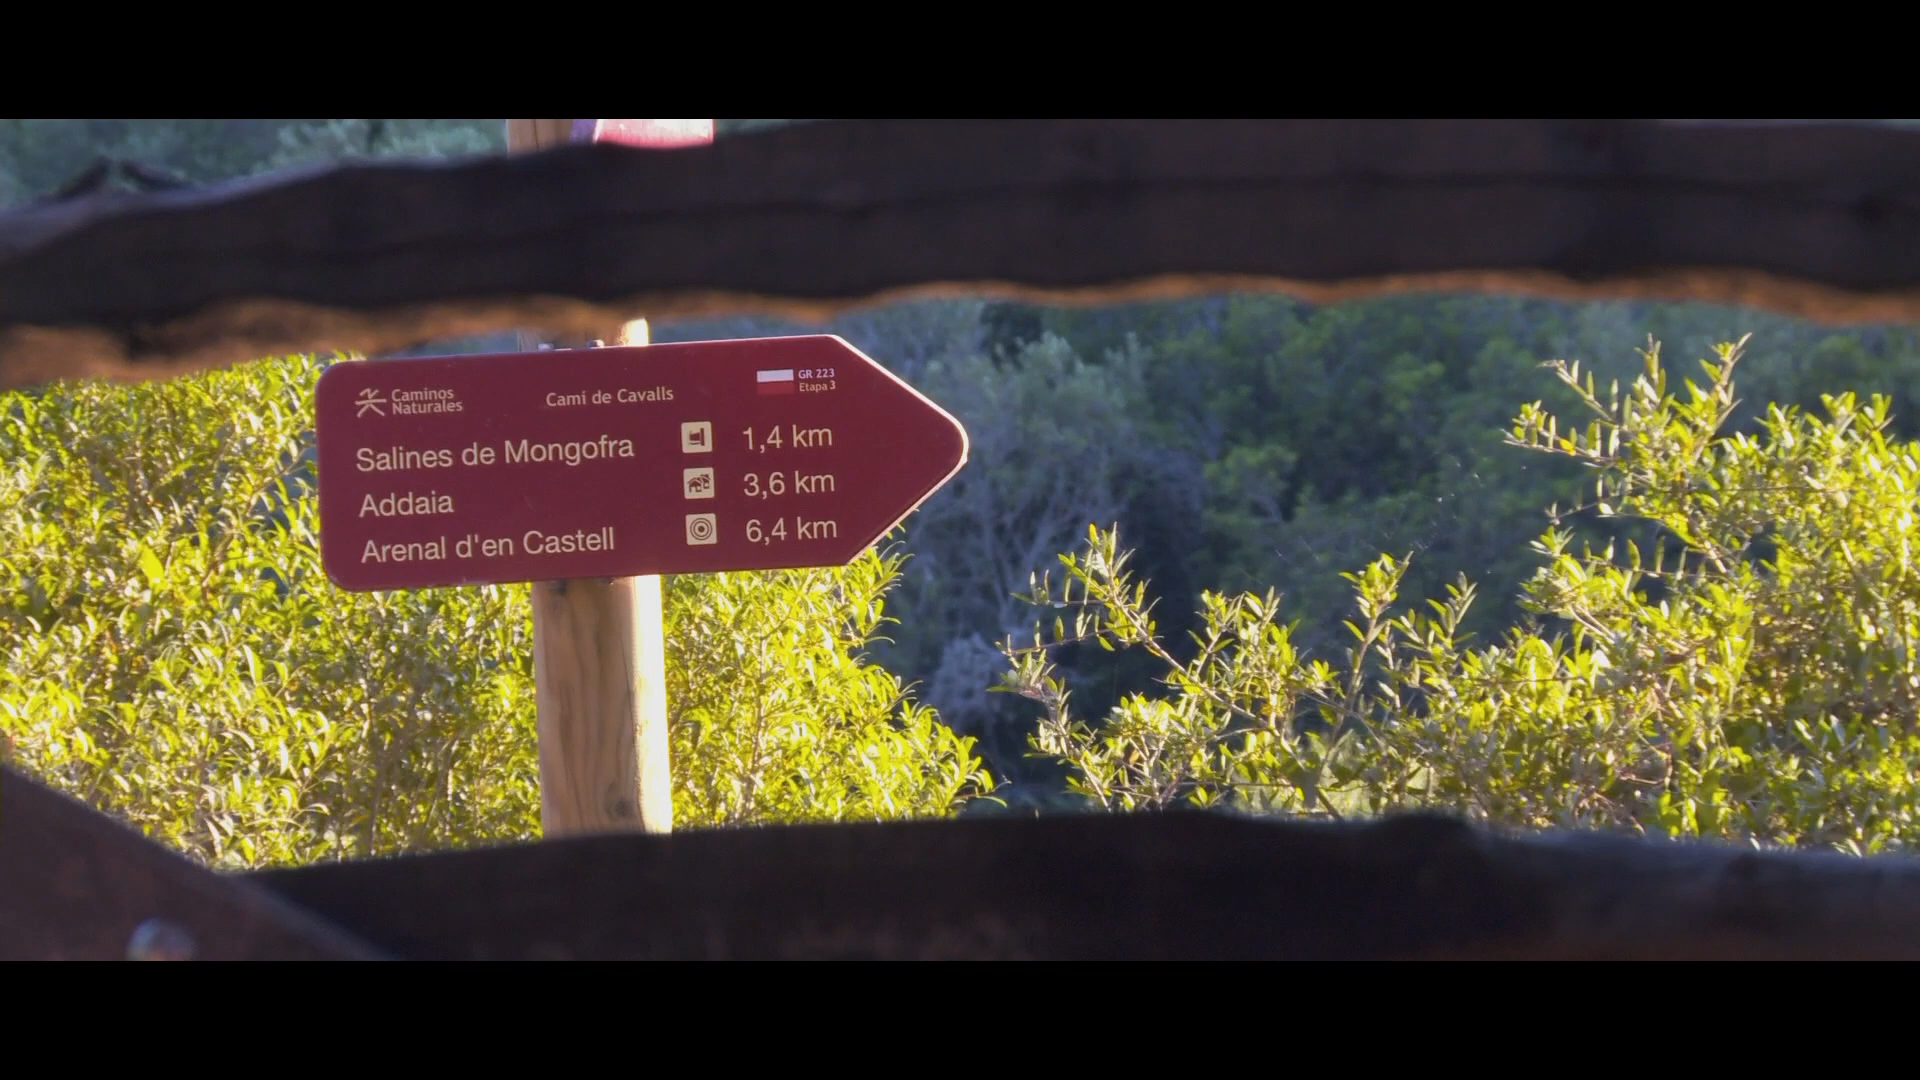 Caminos
Naturales
Cami de Cavalls
GR 223
Etapa 3
Salines de Mongofra 1,4 km
Addaia 3,6 km
Arenal d'en Castell 6,4 km